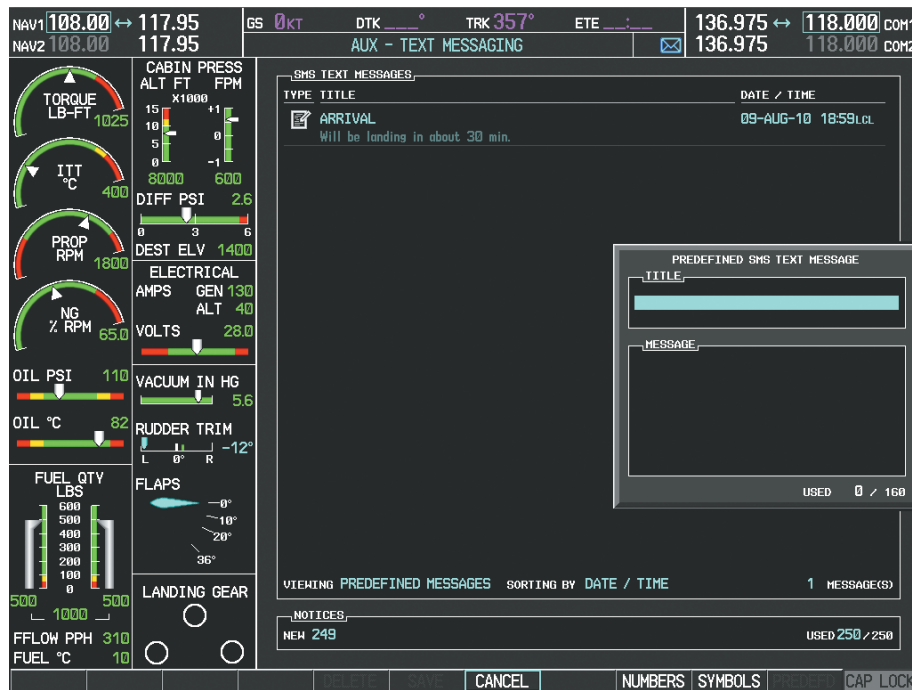 NAV1 108.00 ↔ 117.95 GS 0KT DTK ___° TRK 357° ETE __:__ 136.975 ↔ 118.000 COM1
NAV2 108.00 117.95 AUX - TEXT MESSAGING 136.975 118.000 COM2
TORQUE
LB-FT 1025
ITT
°C 400
PROP
RPM 1800
NG
% RPM 65.0
OIL PSI 110
OIL °C 82
FUEL QTY
LBS
600
500
400
300
200
100
0
500 500
1000
FFLOW PPH 310
FUEL °C 10
CABIN PRESS
ALT FT FPM
X1000
15 +1
10
5 0
0 -1
8000 600
DIFF PSI 2.6
0 3 6
DEST ELV 1400
ELECTRICAL
AMPS GEN 130
ALT 40
VOLTS 28.0
VACUUM IN HG
5.6
RUDDER TRIM
-12°
L 0° R
FLAPS
0°
10°
20°
36°
LANDING GEAR
SMS TEXT MESSAGES
TYPE TITLE DATE / TIME
ARRIVAL 09-AUG-10 18:59LCL
Will be landing in about 30 min.
PREDEFINED SMS TEXT MESSAGE
TITLE
MESSAGE
USED 0 / 160
VIEWING PREDEFINED MESSAGES SORTING BY DATE / TIME 1 MESSAGE(S)
NOTICES
NEW 249 USED 250 / 250
DELETE SAVE CANCEL NUMBERS SYMBOLS PREDEFD CAP LOCK